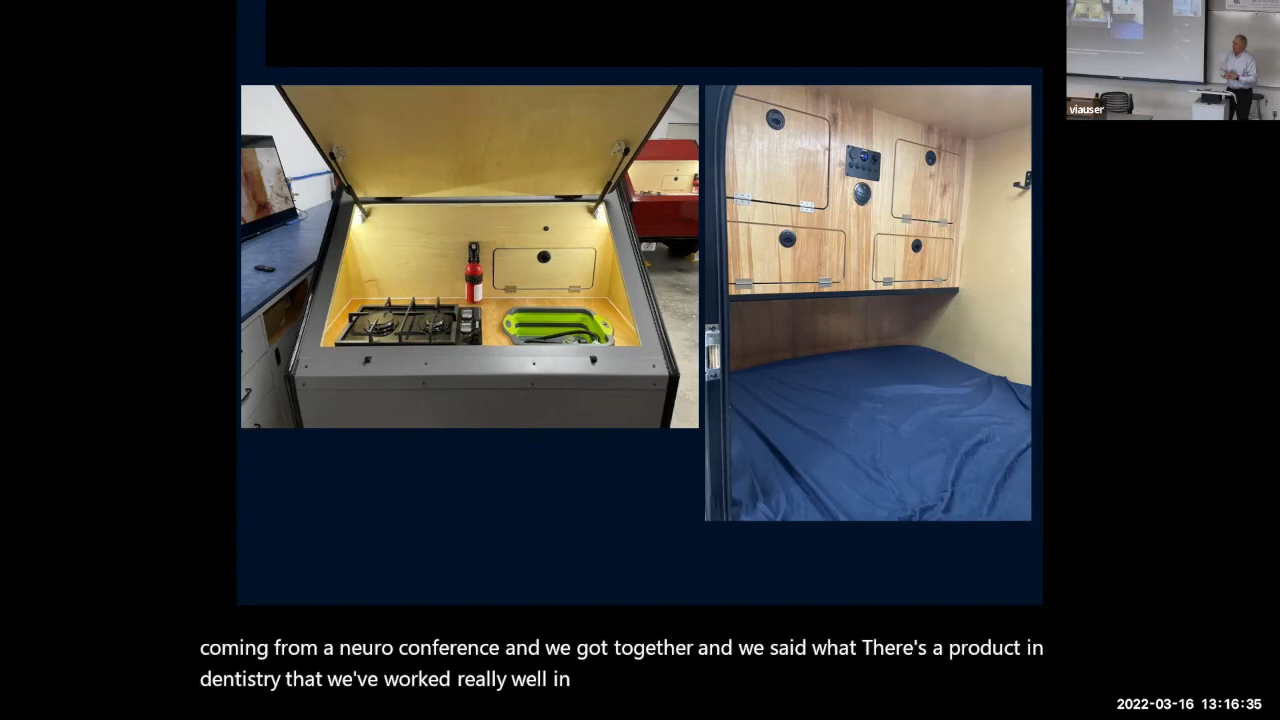 viauser
coming from a neuro conference and we got together and we said what There's a product in
dentistry that we've worked really well in
2022-03-16 13:16:35